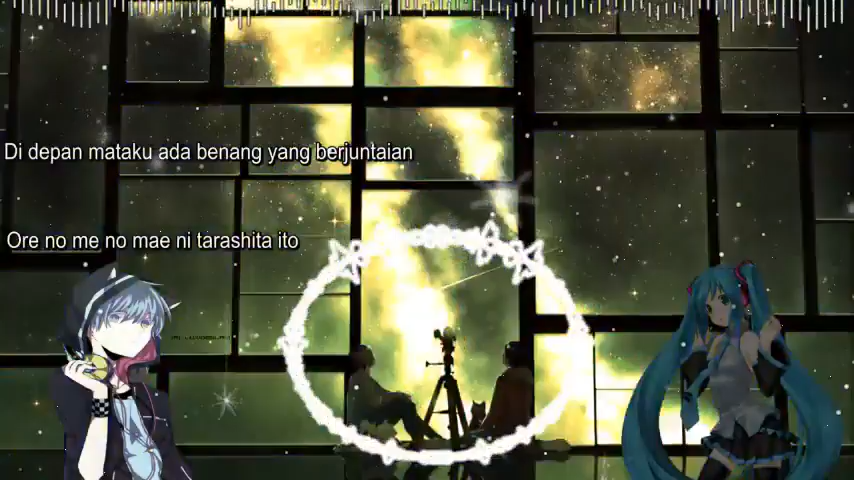 Di depan mataku ada benang yang berjuntaian
Ore no me no mae ni tarashita ito